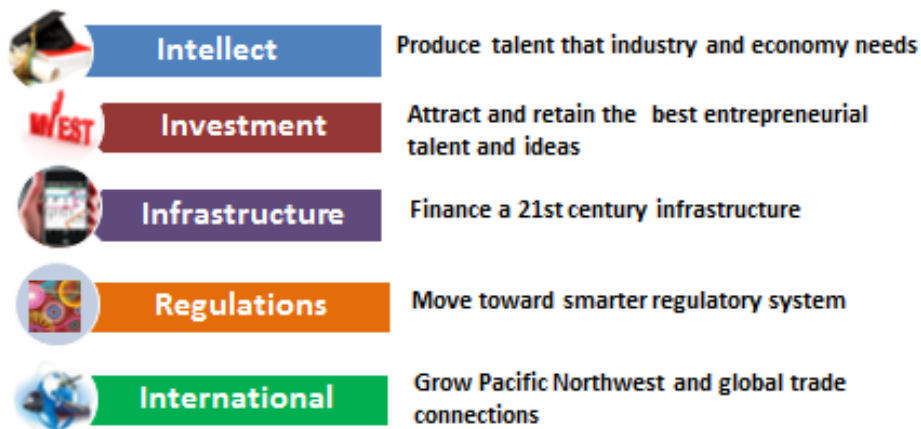 Intellect
Produce talent that industry and economy needs
INVEST
Investment
Attract and retain the best entrepreneurial
talent and ideas
Infrastructure
Finance a 21st century infrastructure
Regulations
Move toward smarter regulatory system
International
Grow Pacific Northwest and global trade
connections